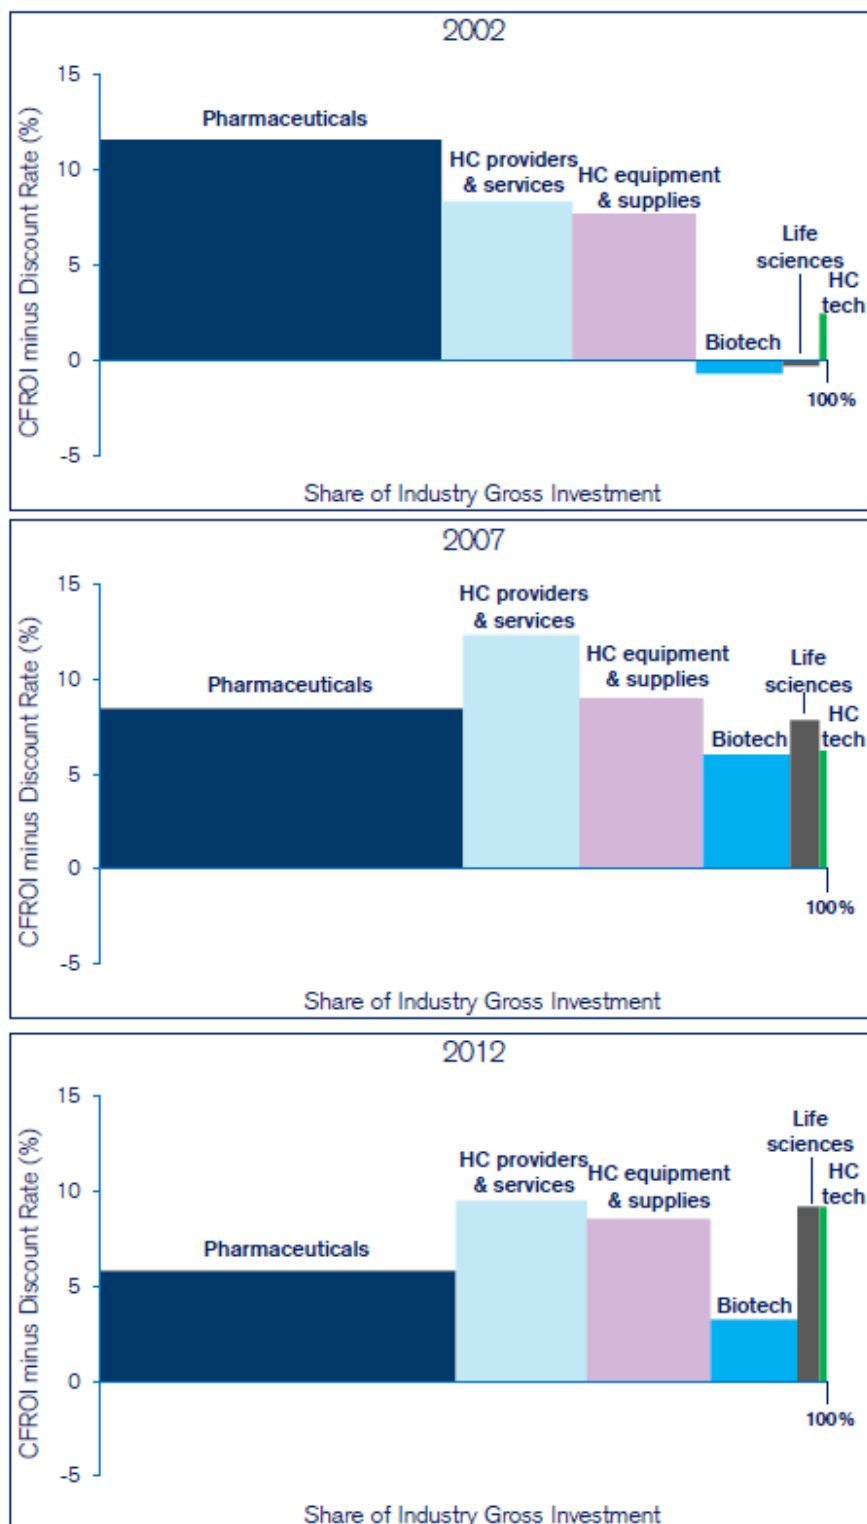 2002
CFROI minus Discount Rate (%)
15
10
5
0
-5
Pharmaceuticals
HC providers
& services
HC equipment
& supplies
Biotech
Life
sciences
HC
tech
100%
Share of Industry Gross Investment
2007
CFROI minus Discount Rate (%)
15
10
5
0
-5
Pharmaceuticals
HC providers
& services
HC equipment
& supplies
Biotech
Life
sciences
HC
tech
100%
Share of Industry Gross Investment
2012
CFROI minus Discount Rate (%)
15
10
5
0
-5
Pharmaceuticals
HC providers
& services
HC equipment
& supplies
Biotech
Life
sciences
HC
tech
100%
Share of Industry Gross Investment